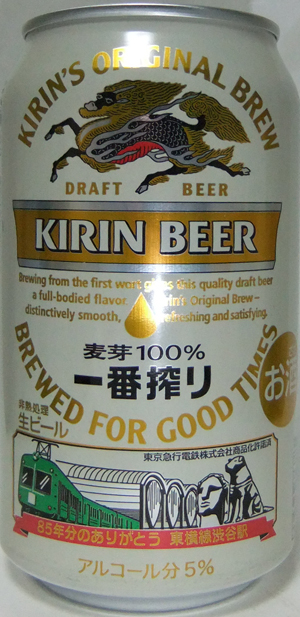 KIRIN'S ORIGINAL BREW
DRAFT BEER
KIRIN BEER
Brewing from the first wort gives this quality draft beer
a full-bodied flavor. Kirin's Original Brew–
distinctively smooth, refreshing and satisfying.
麦芽100%
一番搾り
BREWED FOR GOOD TIMES
お酒
非熱処理
生ビール
東京急行電鉄株式会社商品化許諾済
85年分のありがとう 東横線渋谷駅
アルコール分5%